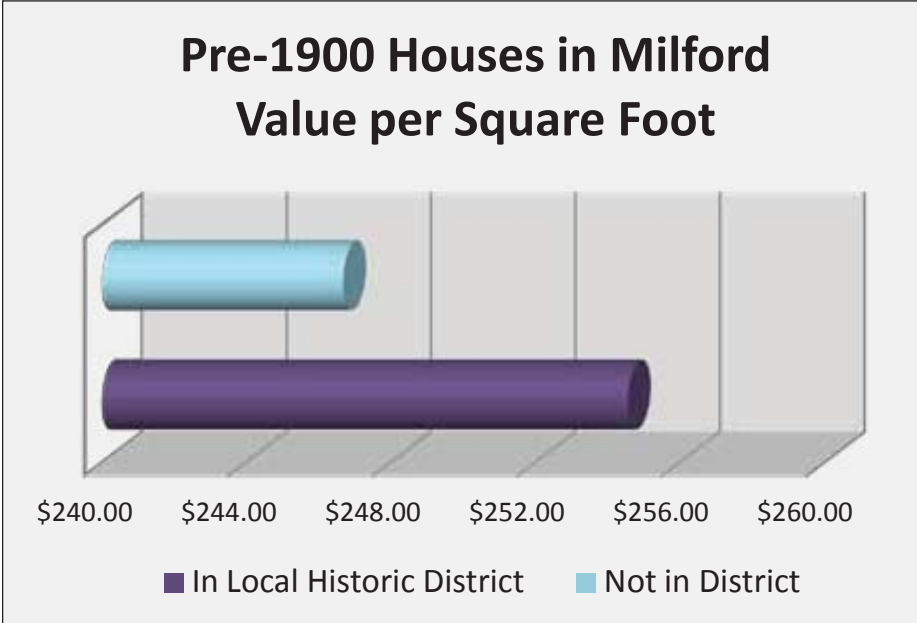 Pre-1900 Houses in Milford
Value per Square Foot
$240.00 $244.00 $248.00 $252.00 $256.00 $260.00
In Local Historic District Not in District